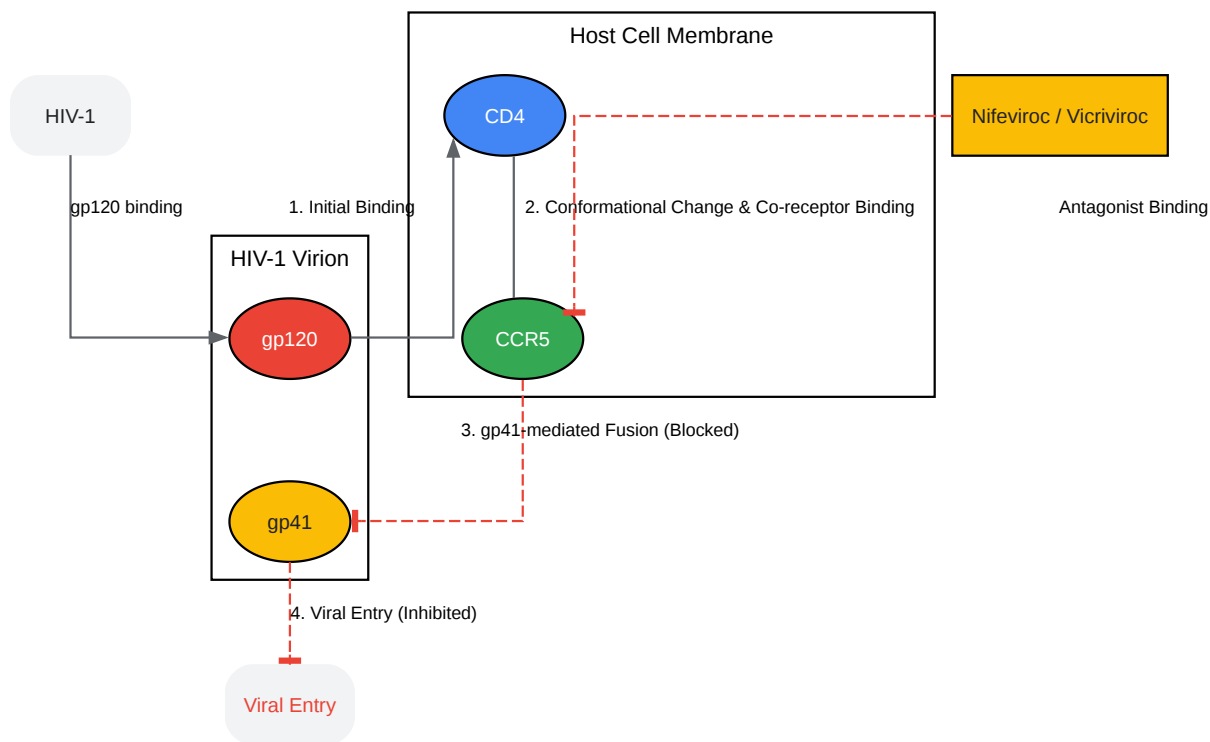 Host Cell Membrane
HIV-1
CD4
Nifeviroc / Vicriviroc
gp120 binding
1. Initial Binding
2. Conformational Change & Co-receptor Binding
Antagonist Binding
HIV-1 Virion
gp120
CCR5
3. gp41-mediated Fusion (Blocked)
gp41
4. Viral Entry (Inhibited)
Viral Entry